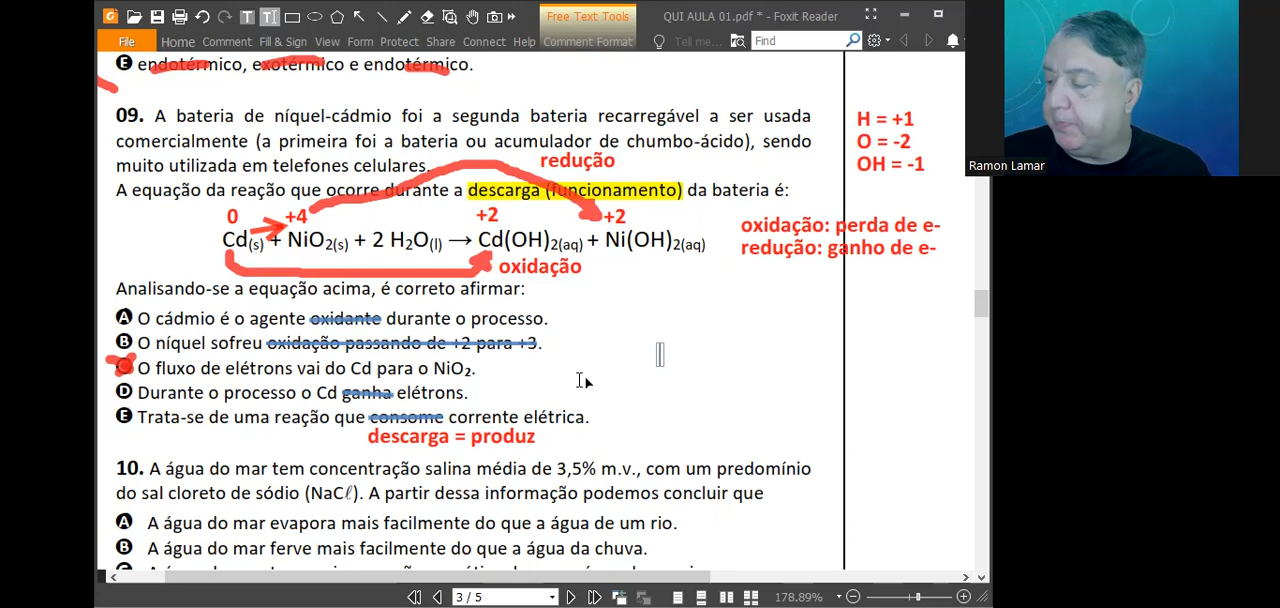 Free Text Tools
QUI AULA 01.pdf * - Foxit Reader
File Home Comment Fill & Sign View Form Protect Share Connect Help Comment Format Tell me... Find
E endotérmico, exotérmico e endotérmico.
09. A bateria de níquel-cádmio foi a segunda bateria recarregável a ser usada
comercialmente (a primeira foi a bateria ou acumulador de chumbo-ácido), sendo
muito utilizada em telefones celulares.
redução
A equação da reação que ocorre durante a descarga (funcionamento) da bateria é:
0 +4 +2 +2
Cd(s) + NiO2(s) + 2 H2O(l) → Cd(OH)2(aq) + Ni(OH)2(aq)
oxidação
Analisando-se a equação acima, é correto afirmar:
A O cádmio é o agente oxidante durante o processo.
B O níquel sofreu oxidação passando de +2 para +3.
O fluxo de elétrons vai do Cd para o NiO₂.
D Durante o processo o Cd ganha elétrons.
E Trata-se de uma reação que consome corrente elétrica.
descarga = produz
10. A água do mar tem concentração salina média de 3,5% m.v., com um predomínio
do sal cloreto de sódio (NaCℓ). A partir dessa informação podemos concluir que
A A água do mar evapora mais facilmente do que a água de um rio.
B A água do mar ferve mais facilmente do que a água da chuva.
H = +1
O = -2
OH = -1
oxidação: perda de e-
redução: ganho de e-
Ramon Lamar
3 / 5
178.89%